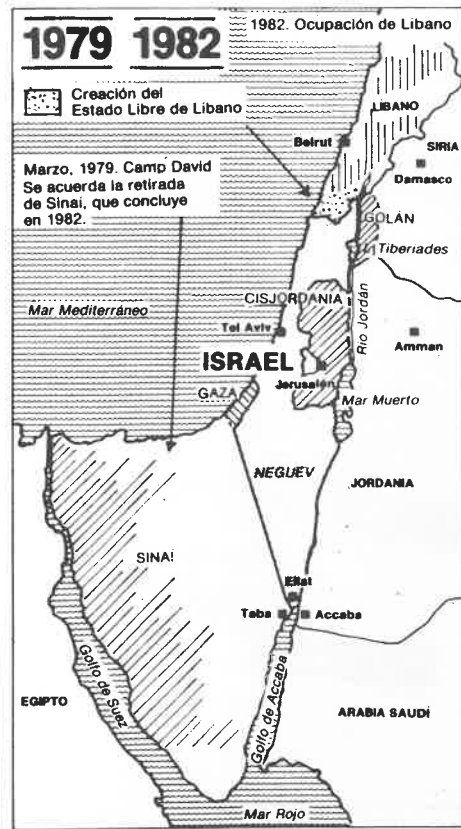 1979 1982
1982. Ocupación de Libano
Creación del
Estado Libre de Libano
LÍBANO
Beirut
SIRIA
Damasco
Marzo, 1979. Camp David
Se acuerda la retirada
de Sinai, que concluye
en 1982.
GOLÁN
L. Tiberiades
CISJORDANIA
Mar Mediterráneo
Tel Aviv
Río Jordán
Amman
ISRAEL
Jerusalén
GAZA
Mar Muerto
NEGUEV
JORDANIA
SINAÍ
Ellat
Taba
Accaba
Golfo de Suez
Golfo de Accaba
EGIPTO
ARABIA SAUDÍ
Mar Rojo